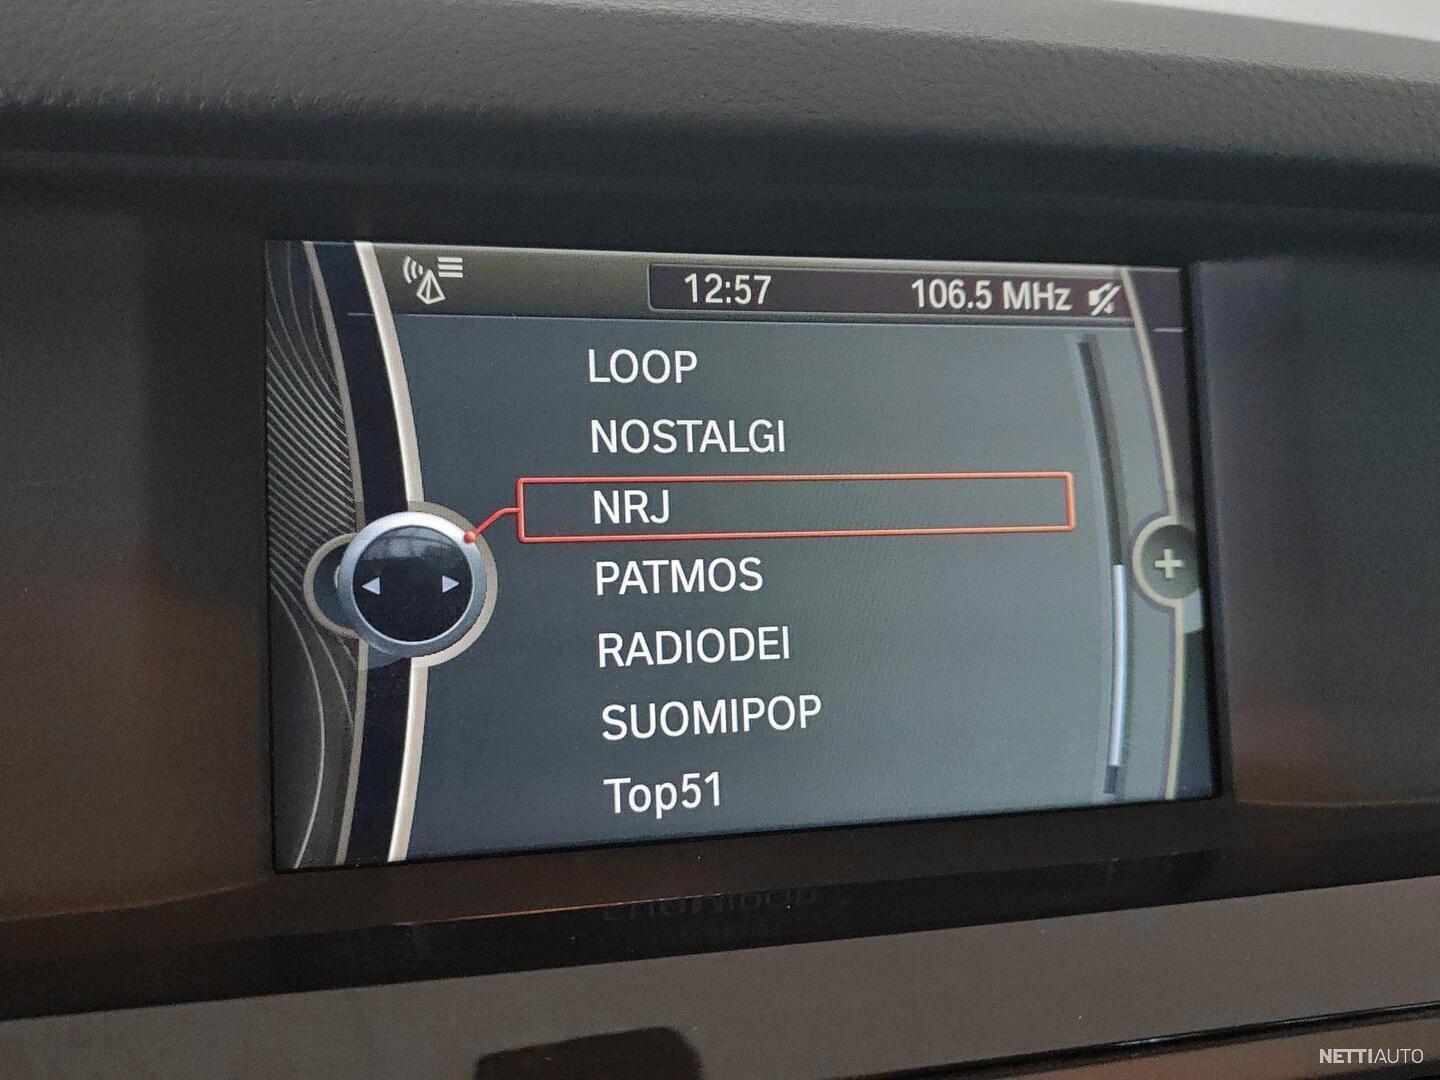 12:57 106.5 MHz
LOOP
NOSTALGI
NRJ
PATMOS
RADIODEI
SUOMIPOP
Top51
NETTIAUTO